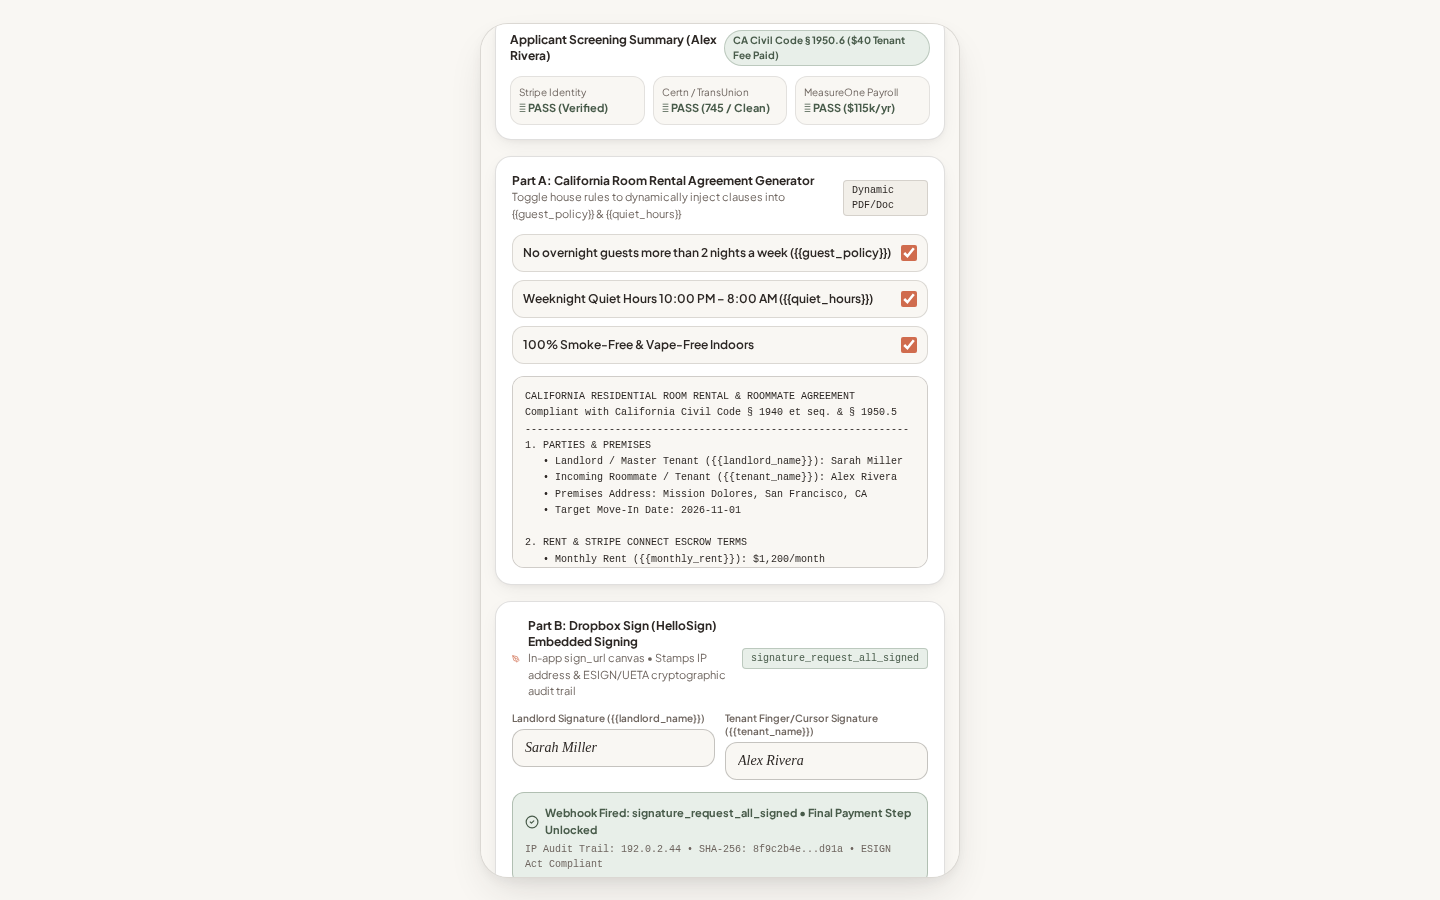 Applicant Screening Summary (Alex
Rivera)
CA Civil Code § 1950.6 ($40 Tenant
Fee Paid)
Stripe Identity
PASS (Verified)
Certn / TransUnion
PASS (745 / Clean)
MeasureOne Payroll
PASS ($115k/yr)
Part A: California Room Rental Agreement Generator
Toggle house rules to dynamically inject clauses into
{{guest_policy}} & {{quiet_hours}}
Dynamic
PDF/Doc
No overnight guests more than 2 nights a week ({{guest_policy}})
Weeknight Quiet Hours 10:00 PM – 8:00 AM ({{quiet_hours}})
100% Smoke-Free & Vape-Free Indoors
CALIFORNIA RESIDENTIAL ROOM RENTAL & ROOMMATE AGREEMENT
Compliant with California Civil Code § 1940 et seq. & § 1950.5
----------------------------------------------------------------
1. PARTIES & PREMISES
• Landlord / Master Tenant ({{landlord_name}}): Sarah Miller
• Incoming Roommate / Tenant ({{tenant_name}}): Alex Rivera
• Premises Address: Mission Dolores, San Francisco, CA
• Target Move-In Date: 2026-11-01
2. RENT & STRIPE CONNECT ESCROW TERMS
• Monthly Rent ({{monthly_rent}}): $1,200/month
Part B: Dropbox Sign (HelloSign)
Embedded Signing
In-app sign_url canvas • Stamps IP
address & ESIGN/UETA cryptographic
audit trail
signature_request_all_signed
Landlord Signature ({{landlord_name}})
Sarah Miller
Tenant Finger/Cursor Signature
({{tenant_name}})
Alex Rivera
Webhook Fired: signature_request_all_signed • Final Payment Step
Unlocked
IP Audit Trail: 192.0.2.44 • SHA-256: 8f9c2b4e...d91a • ESIGN
Act Compliant